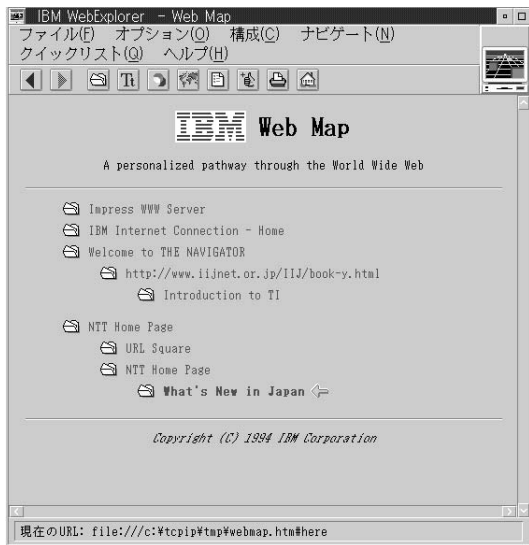 IBM WebExplorer - Web Map
ファイル(F) オプション(O) 構成(C) ナビゲート(N)
クイックリスト(Q) ヘルプ(H)
Tt
IBM Web Map
A personalized pathway through the World Wide Web
Impress WWW Server
IBM Internet Connection - Home
Welcome to THE NAVIGATOR
http://www.iijnet.or.jp/IIJ/book-y.html
Introduction to TI
NTT Home Page
URL Square
NTT Home Page
What's New in Japan
Copyright (C) 1994 IBM Corporation
現在のURL: file:///c:¥tcpip¥tmp¥webmap.htm#here